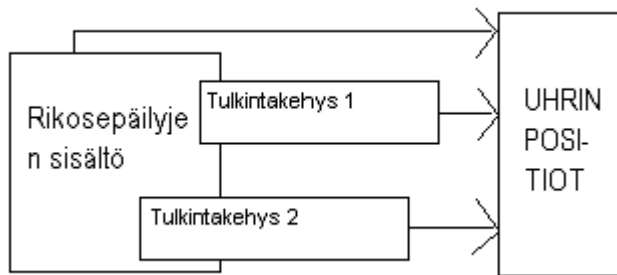 Rikosepäilyje
n sisältö
Tulkintakehys 1
Tulkintakehys 2
UHRIN
POSI-
TIOT